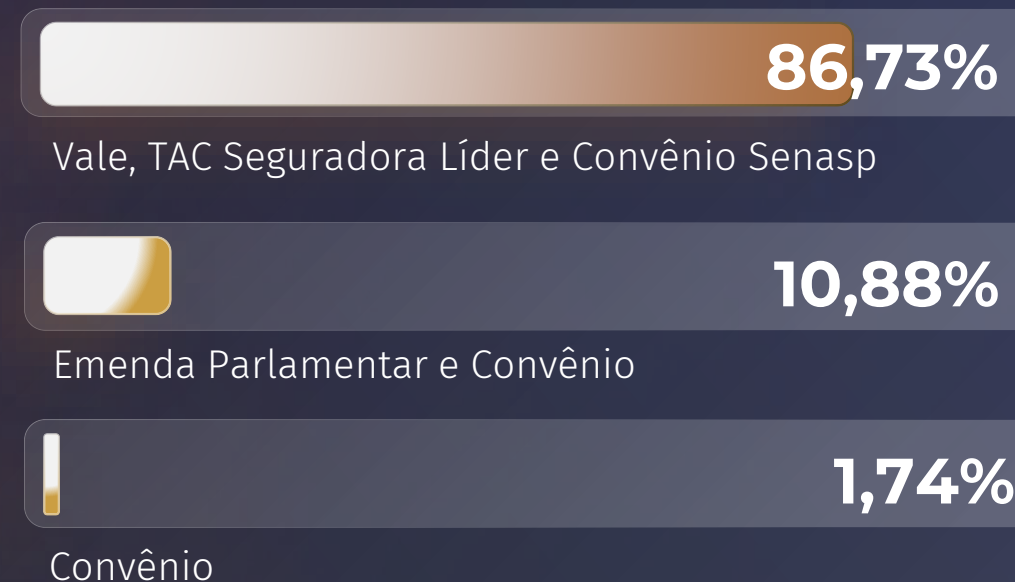 86,73%
Vale, TAC Seguradora Líder e Convênio Senasp
10,88%
Emenda Parlamentar e Convênio
1,74%
Convênio